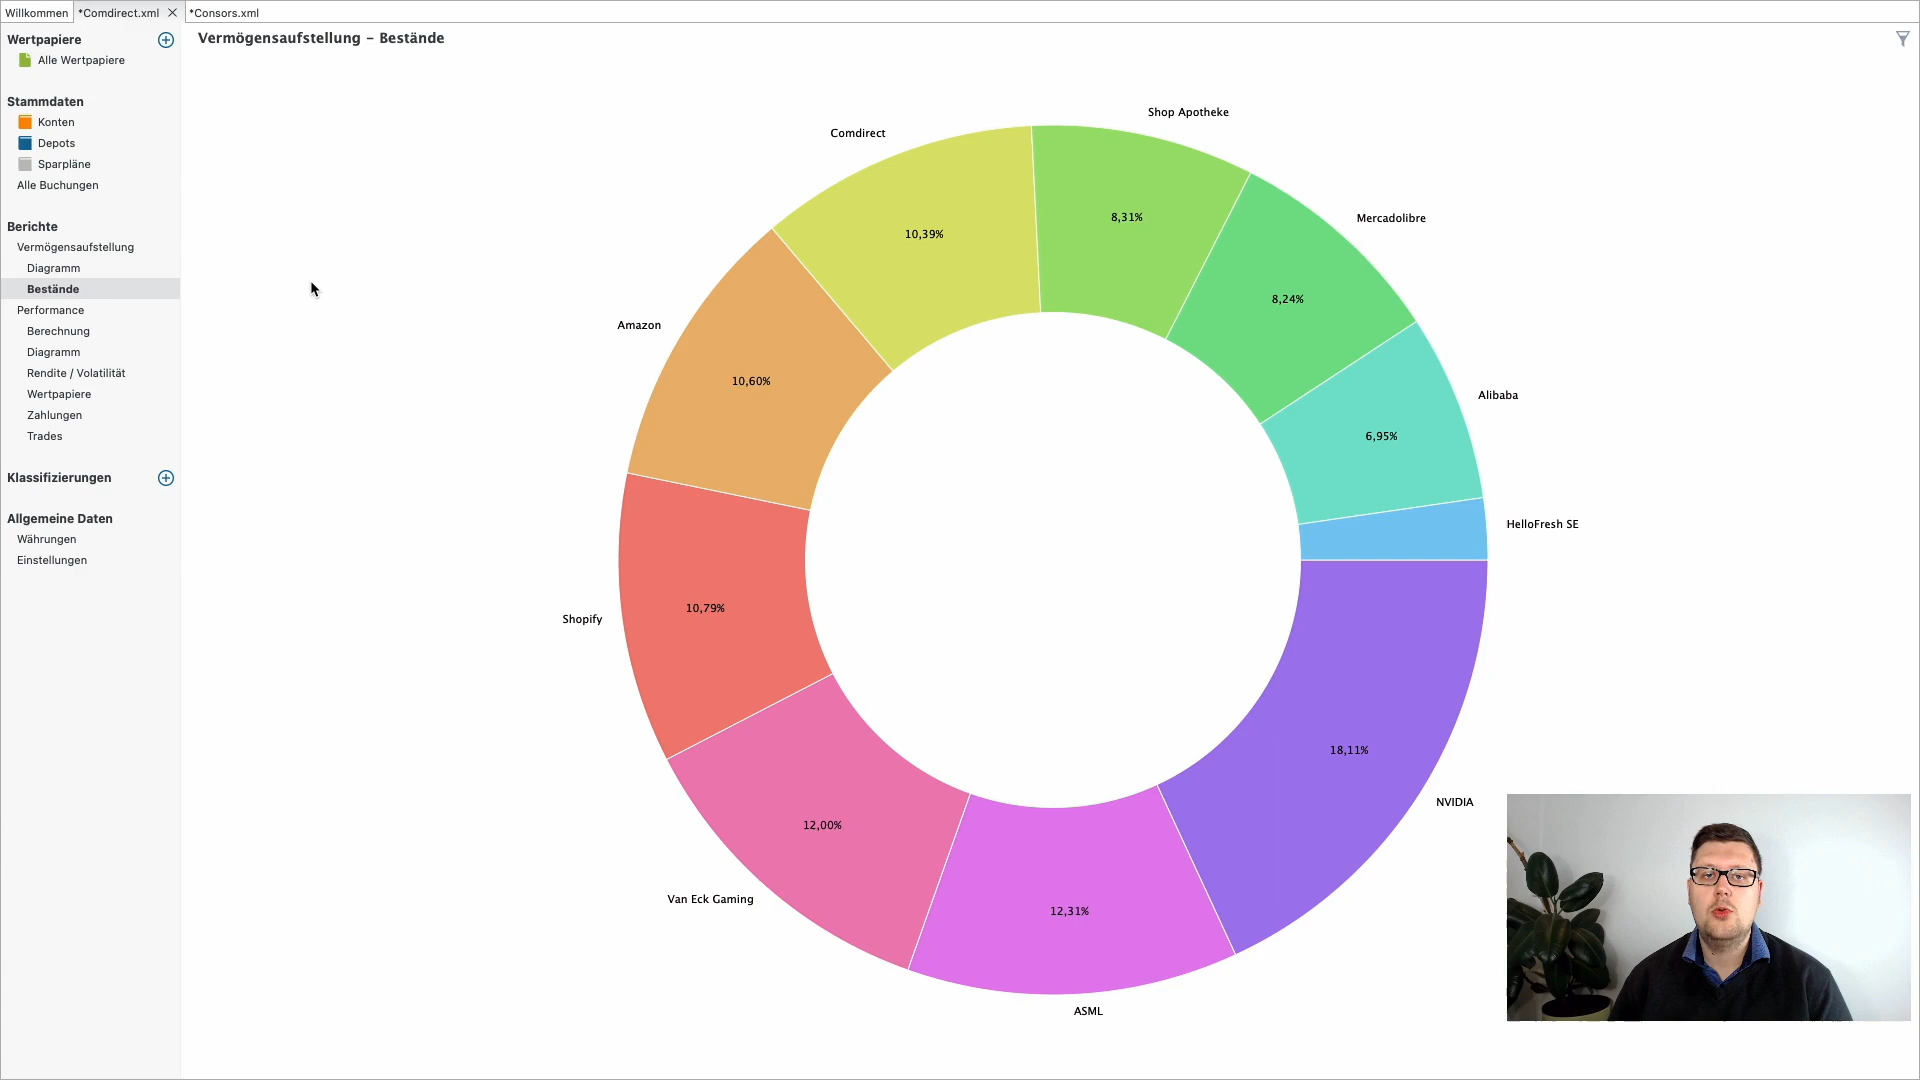 Willkommen
*Comdirect.xml
*Consors.xml
Wertpapiere
Alle Wertpapiere
Stammdaten
Konten
Depots
Sparpläne
Alle Buchungen
Berichte
Vermögensaufstellung
Diagramm
Bestände
Performance
Berechnung
Diagramm
Rendite / Volatilität
Wertpapiere
Zahlungen
Trades
Klassifizierungen
Allgemeine Daten
Währungen
Einstellungen
Vermögensaufstellung – Bestände
Shop Apotheke
8,31%
Comdirect
10,39%
Mercadolibre
8,24%
Amazon
10,60%
Alibaba
6,95%
HelloFresh SE
Shopify
10,79%
NVIDIA
18,11%
Van Eck Gaming
12,00%
ASML
12,31%